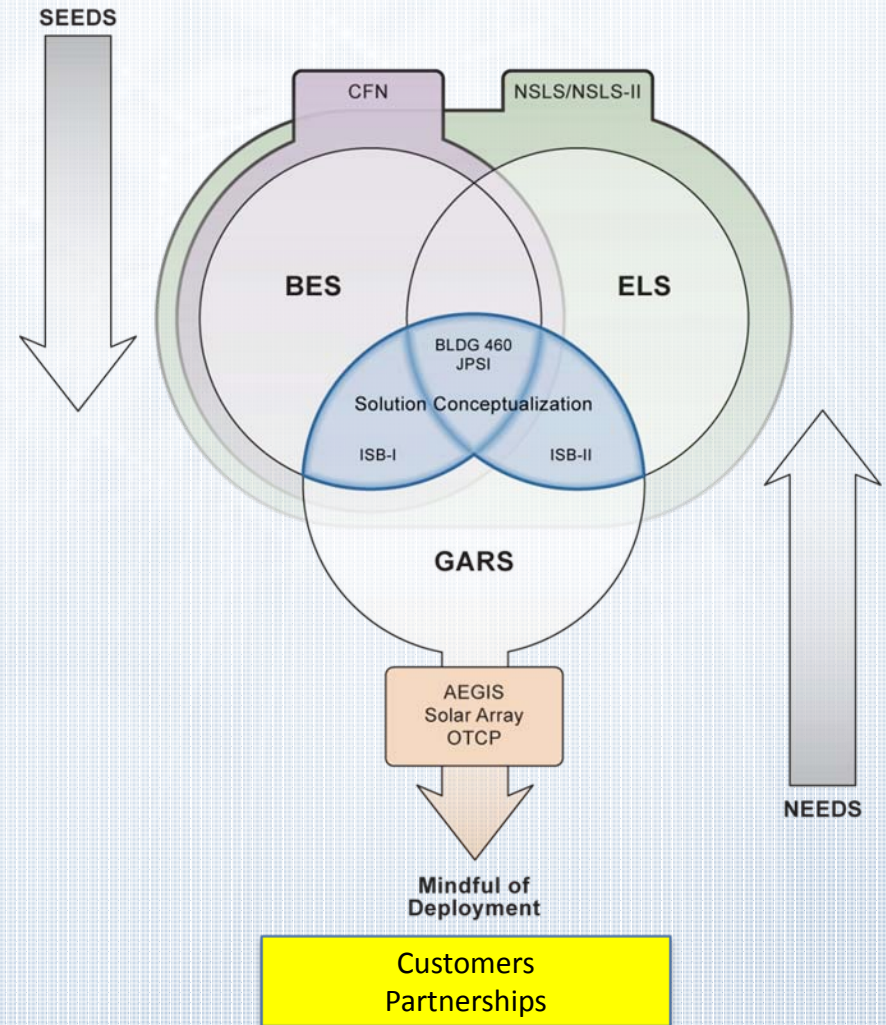 SEEDS
CFN
NSLS/NSLS-II
BES
ELS
BLDG 460
JPSI
Solution Conceptualization
ISB-I
ISB-II
GARS
AEGIS
Solar Array
OTCP
NEEDS
Mindful of
Deployment
Customers
Partnerships